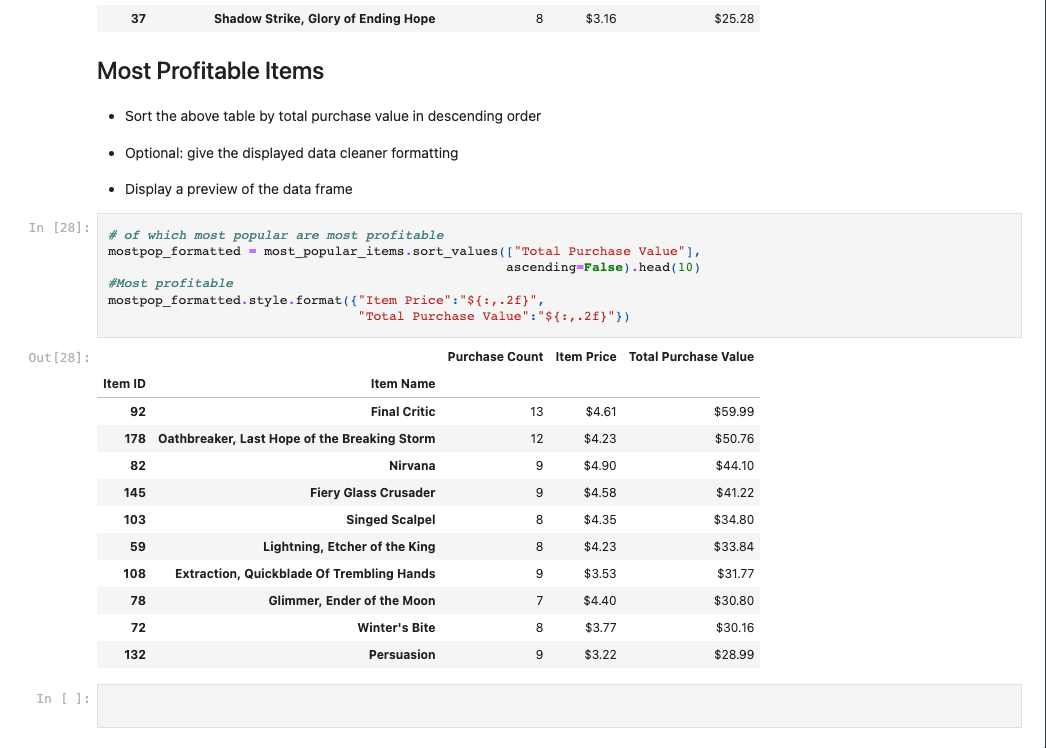 37 Shadow Strike, Glory of Ending Hope 8 $3.16 $25.28
Most Profitable Items
• Sort the above table by total purchase value in descending order
• Optional: give the displayed data cleaner formatting
• Display a preview of the data frame
In [28]:
# of which most popular are most profitable
mostpop_formatted = most_popular_items.sort_values(["Total Purchase Value"],
ascending=False).head(10)
#Most profitable
mostpop_formatted.style.format({"Item Price":"${:,.2f}",
"Total Purchase Value":"${:,.2f}"})
Out[28]:
Purchase Count Item Price Total Purchase Value
Item ID Item Name
92 Final Critic 13 $4.61 $59.99
178 Oathbreaker, Last Hope of the Breaking Storm 12 $4.23 $50.76
82 Nirvana 9 $4.90 $44.10
145 Fiery Glass Crusader 9 $4.58 $41.22
103 Singed Scalpel 8 $4.35 $34.80
59 Lightning, Etcher of the King 8 $4.23 $33.84
108 Extraction, Quickblade Of Trembling Hands 9 $3.53 $31.77
78 Glimmer, Ender of the Moon 7 $4.40 $30.80
72 Winter's Bite 8 $3.77 $30.16
132 Persuasion 9 $3.22 $28.99
In [ ]: